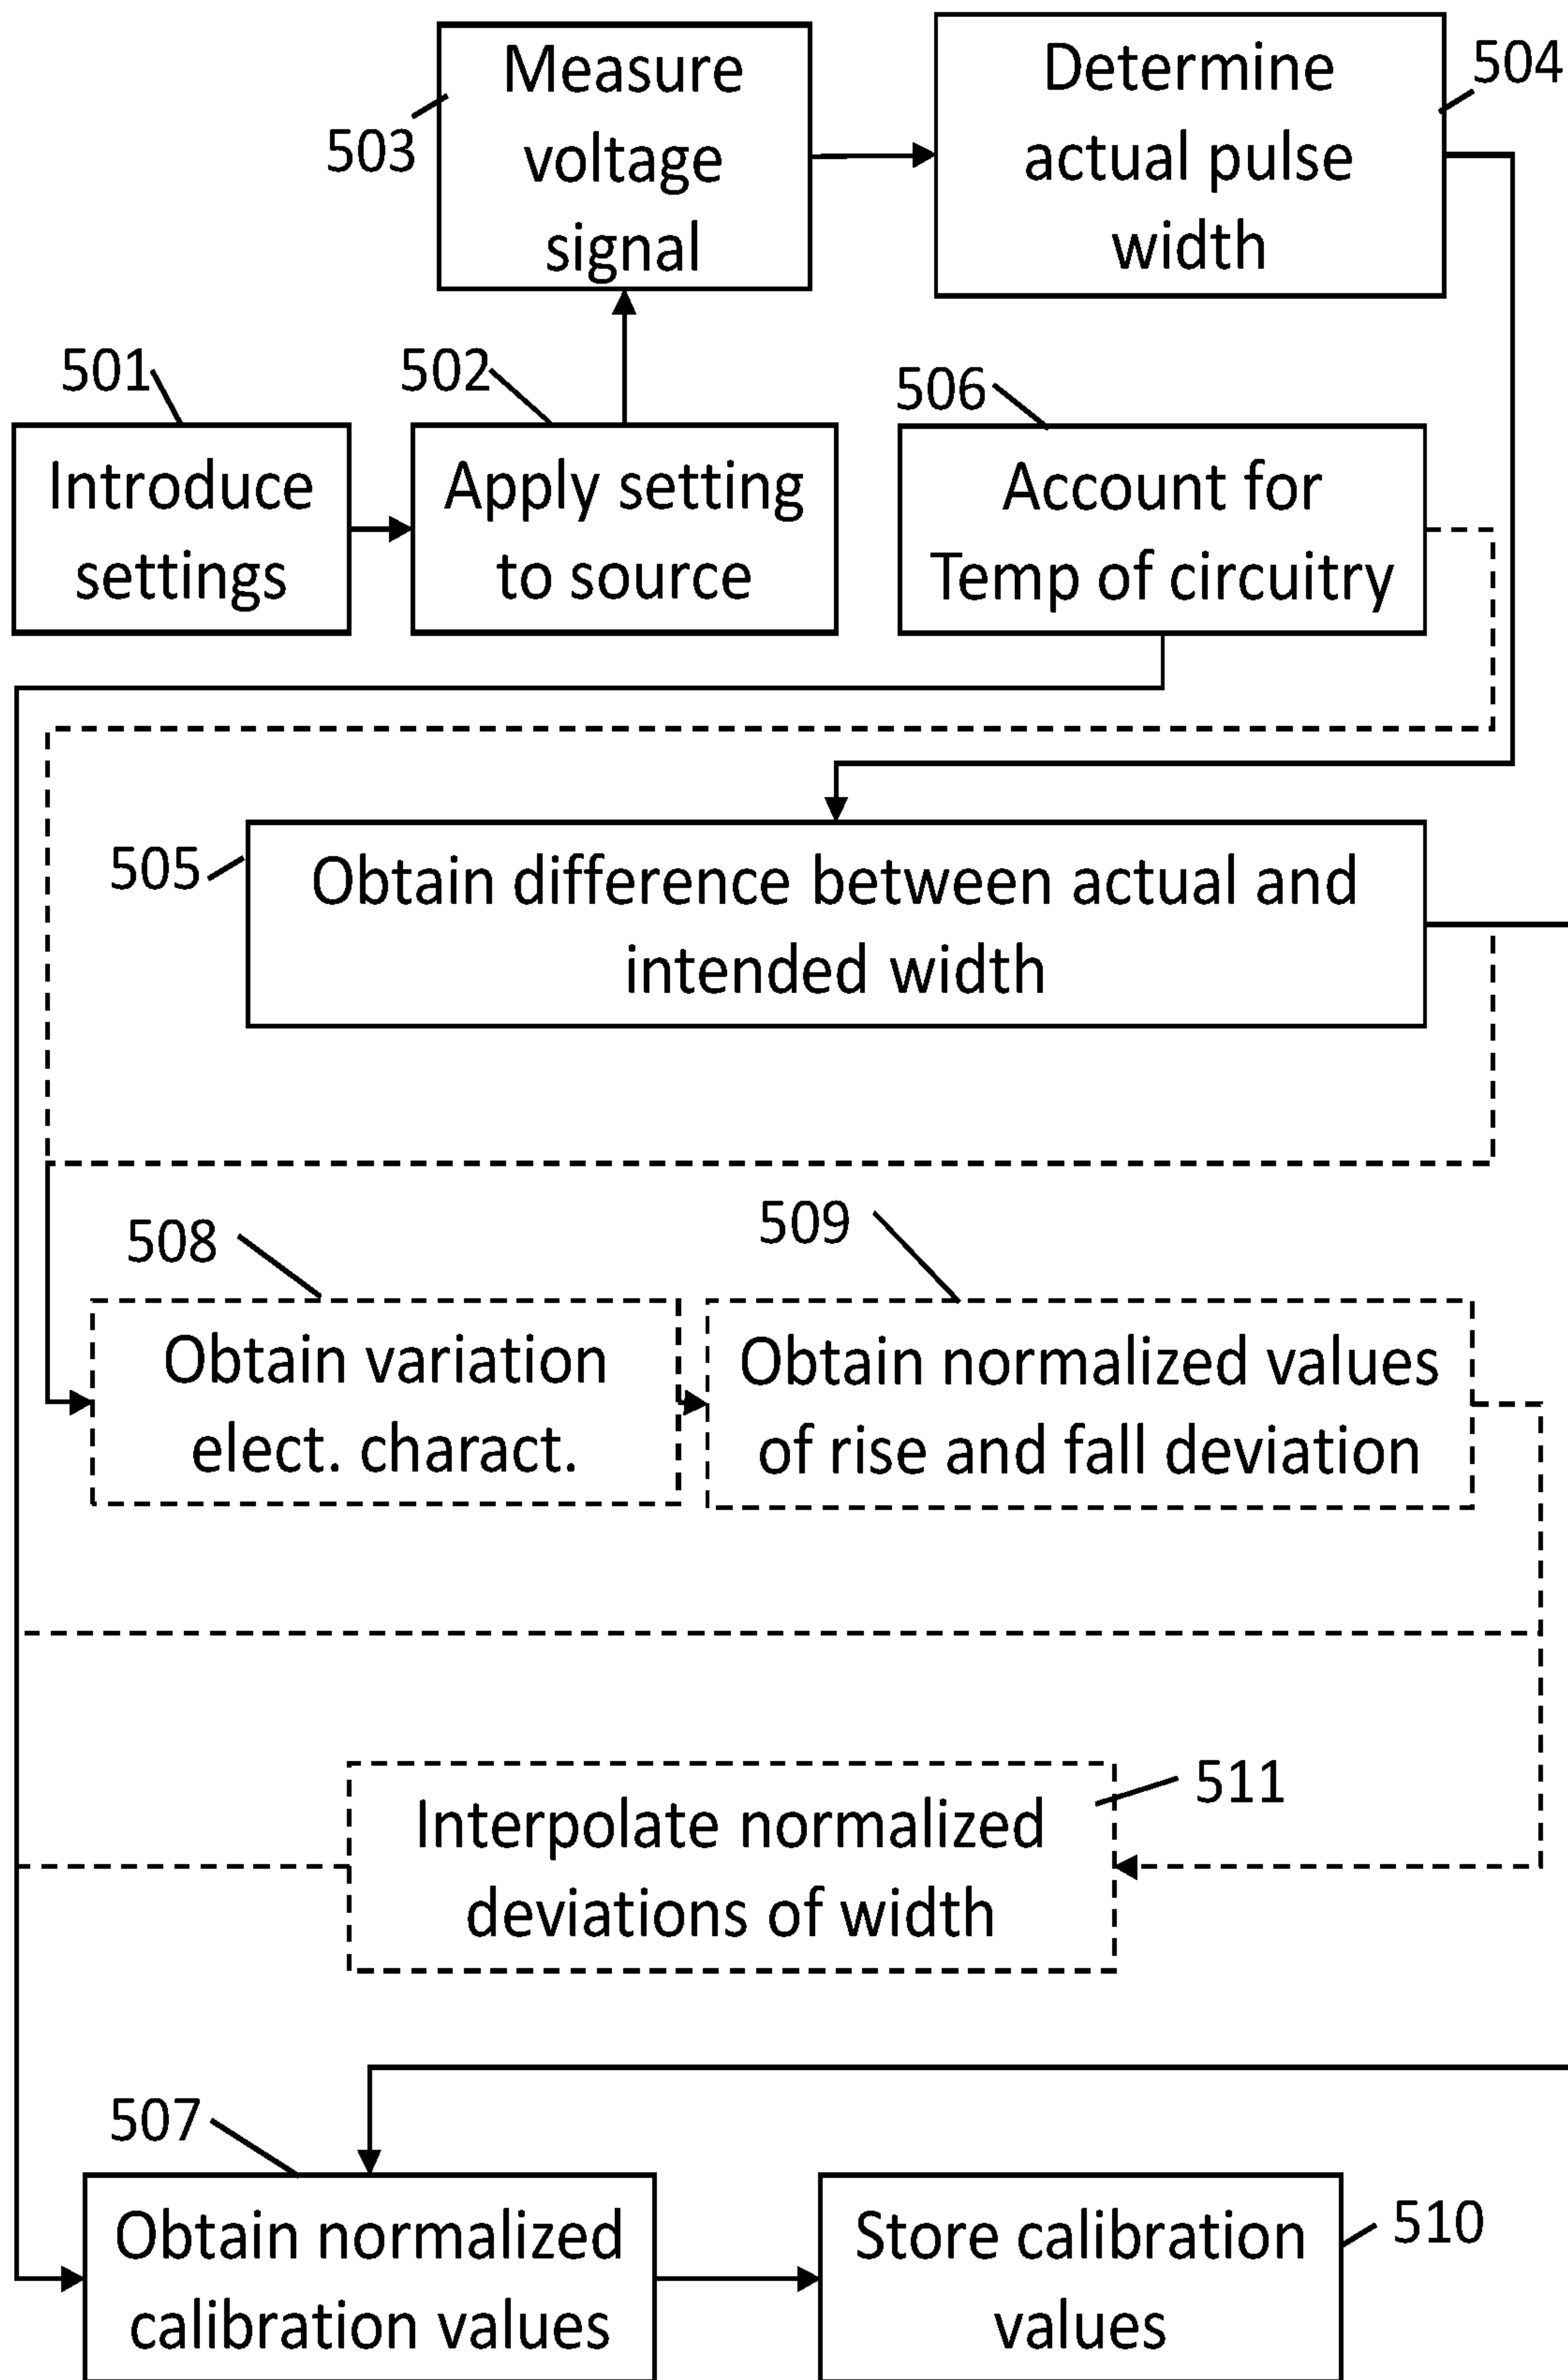 503
Measure
voltage
signal
Determine
actual pulse
width
504
501
Introduce
settings
502
Apply setting
to source
506
Account for
Temp of circuitry
505
Obtain difference between actual and
intended width
508
Obtain variation
elect. charact.
509
Obtain normalized values
of rise and fall deviation
511
Interpolate normalized
deviations of width
507
Obtain normalized
calibration values
Store calibration
values
510